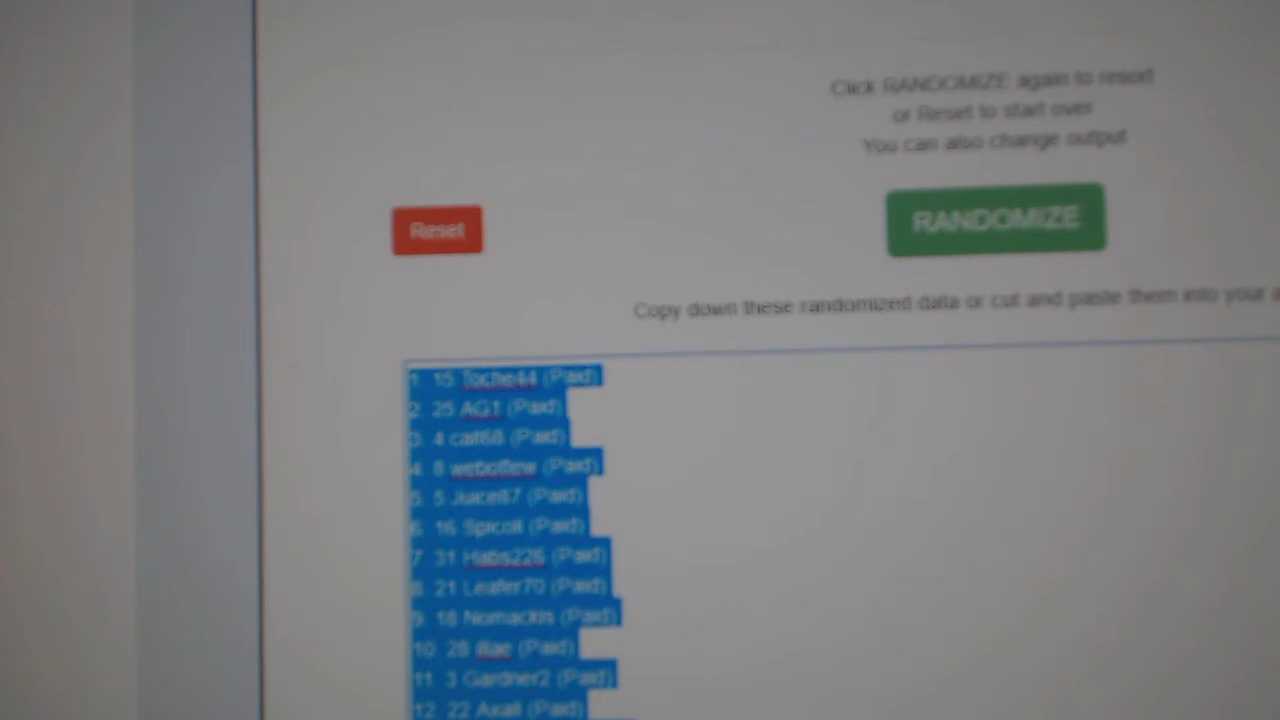 Click RANDOMIZE again to resort
or Reset to start over
You can also change output
Reset
RANDOMIZE
Copy down these randomized data or cut and paste them into your a
1. 15 Toche44 (Paid)
2. 25 AG1 (Paid)
3. 4 calt68 (Paid)
4. 8 (Paid)
5. 5 Juice87 (Paid)
6. 16 Spicoli (Paid)
7. 31 Habs226 (Paid)
8. 21 Leafer70 (Paid)
9. 18 Nomackis (Paid)
10. 28 (Paid)
11. 3 Gardner2 (Paid)
12. 22 Axall (Paid)